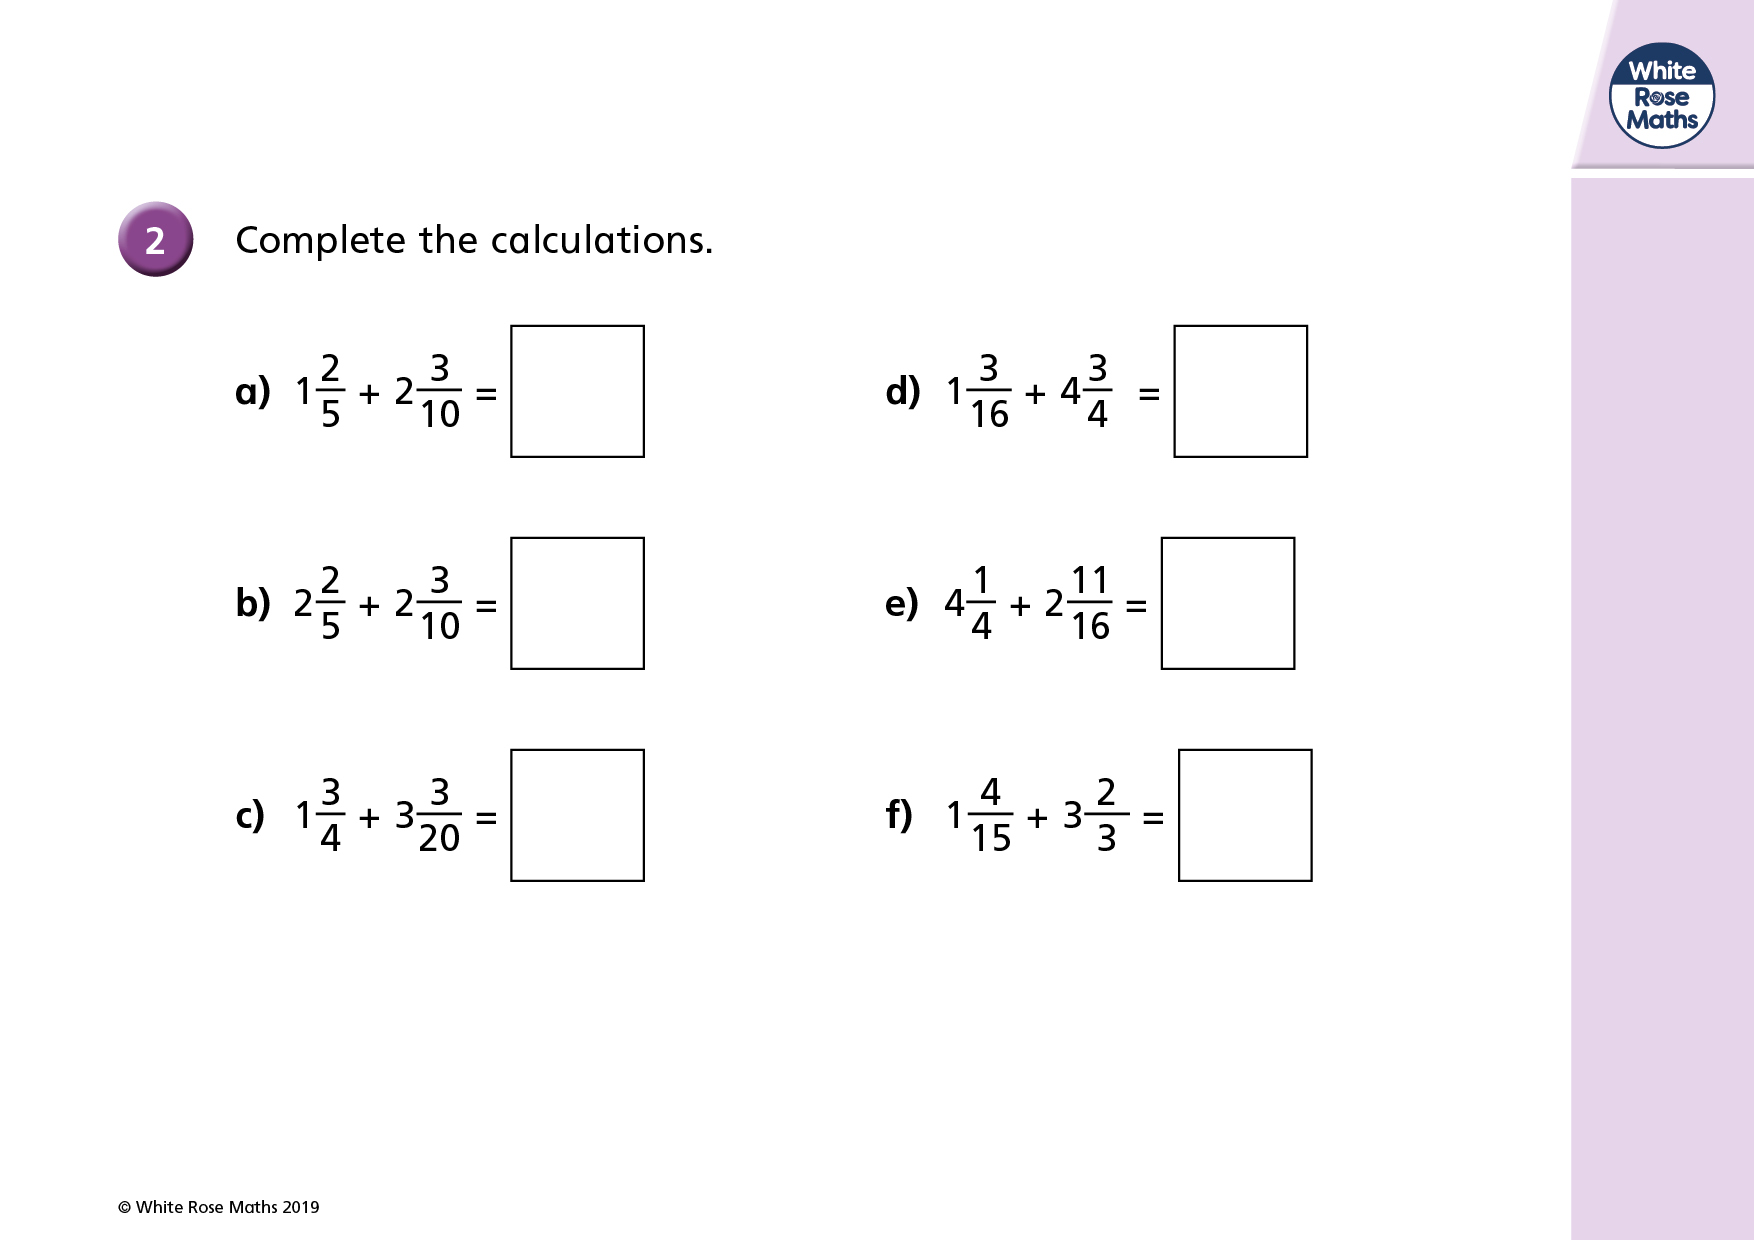 White
Rose
Maths
2 Complete the calculations.
a) 1 2/5 + 2 3/10 =
d) 1 3/16 + 4 3/4 =
b) 2 2/5 + 2 3/10 =
e) 4 1/4 + 2 11/16 =
c) 1 3/4 + 3 3/20 =
f) 1 4/15 + 3 2/3 =
© White Rose Maths 2019